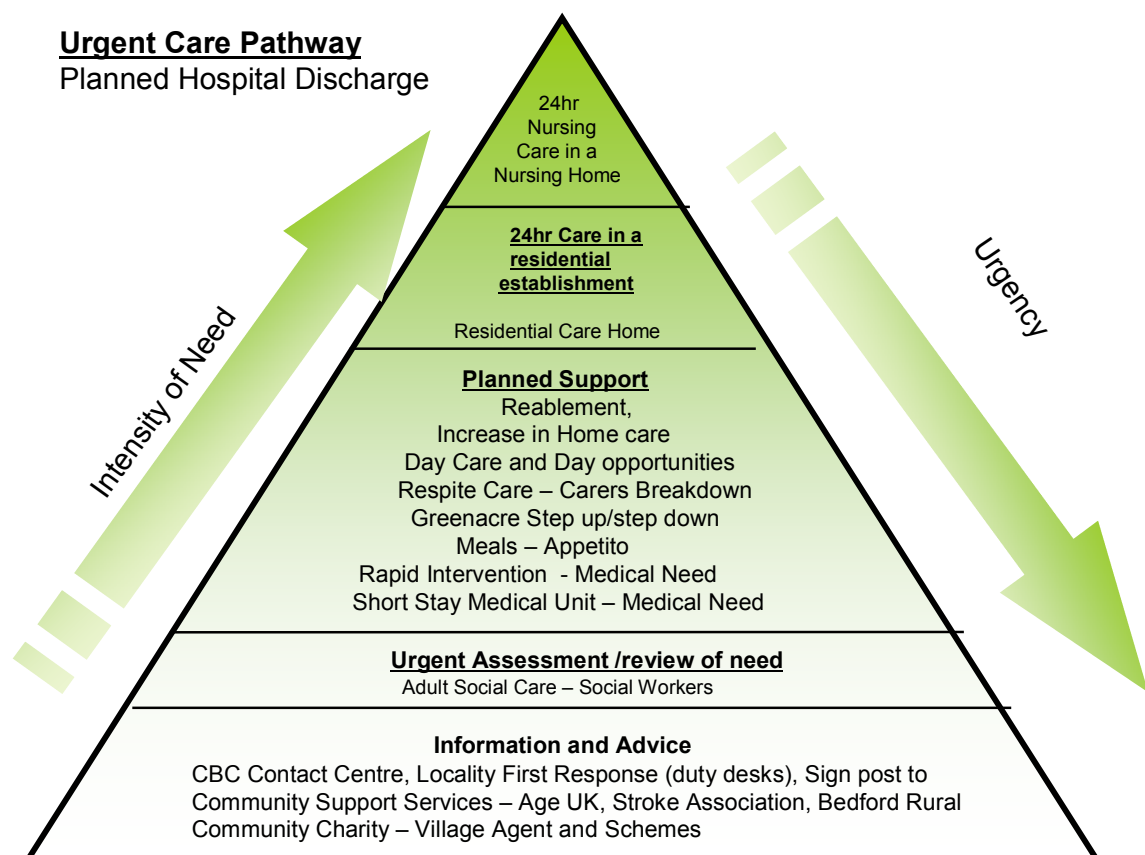 Urgent Care Pathway
Planned Hospital Discharge
24hr
Nursing
Care in a
Nursing Home
24hr Care in a
residential
establishment
Residential Care Home
Intensity of Need
Urgency
Planned Support
Reablement,
Increase in Home care
Day Care and Day opportunities
Respite Care – Carers Breakdown
Greenacre Step up/step down
Meals – Appetito
Rapid Intervention - Medical Need
Short Stay Medical Unit – Medical Need
Urgent Assessment /review of need
Adult Social Care – Social Workers
Information and Advice
CBC Contact Centre, Locality First Response (duty desks), Sign post to
Community Support Services – Age UK, Stroke Association, Bedford Rural
Community Charity – Village Agent and Schemes